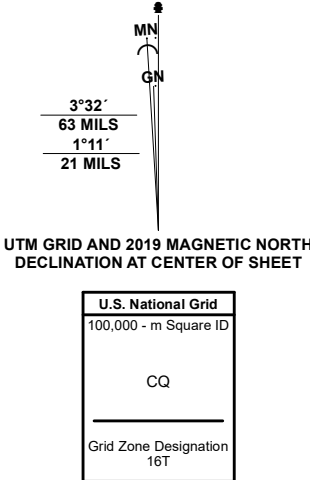 MN
GN
3°32´
63 MILS
1°11´
21 MILS
UTM GRID AND 2019 MAGNETIC NORTH
DECLINATION AT CENTER OF SHEET
U.S. National Grid
100,000 - m Square ID
CQ
Grid Zone Designation
16T